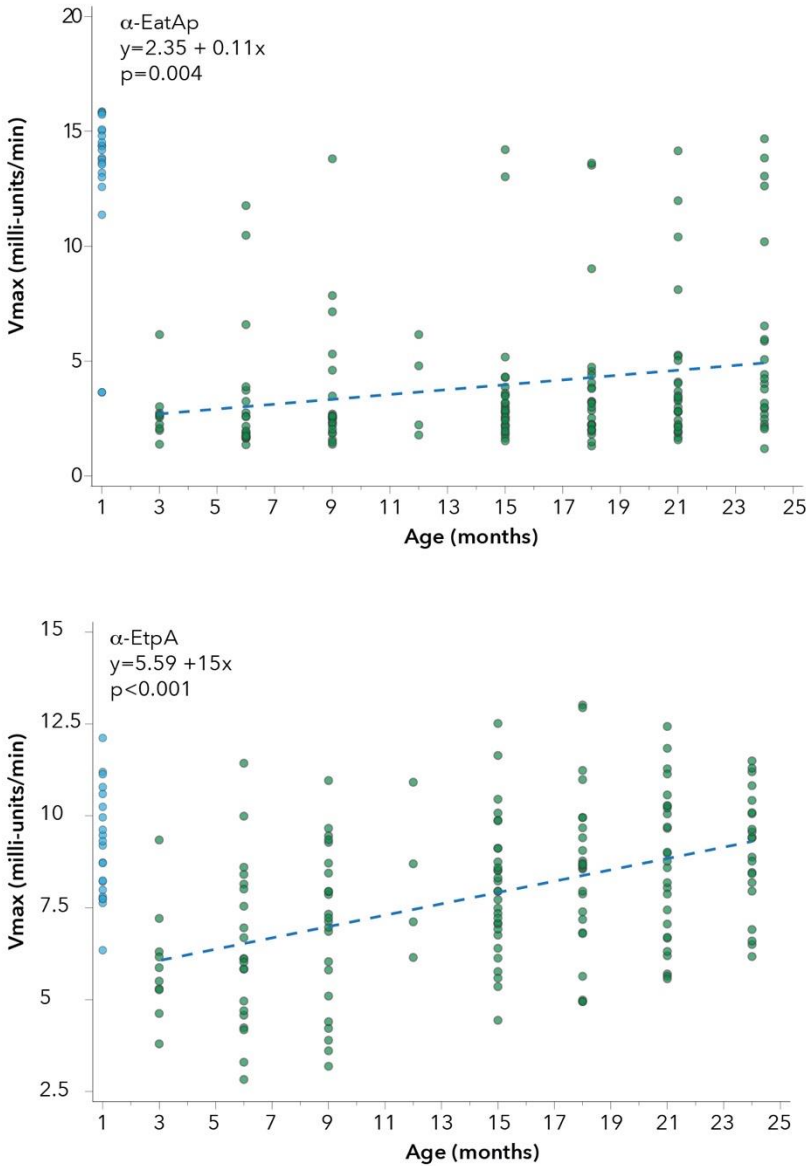 20
α-EatAp
y=2.35 + 0.11x
p=0.004
15
10
5
0
Vmax (milli-units/min)
1 3 5 7 9 11 13 15 17 19 21 23 25
Age (months)
15
α-EtpA
y=5.59 +15x
p<0.001
12.5
10
7.5
5
2.5
Vmax (milli-units/min)
1 3 5 7 9 11 13 15 17 19 21 23 25
Age (months)